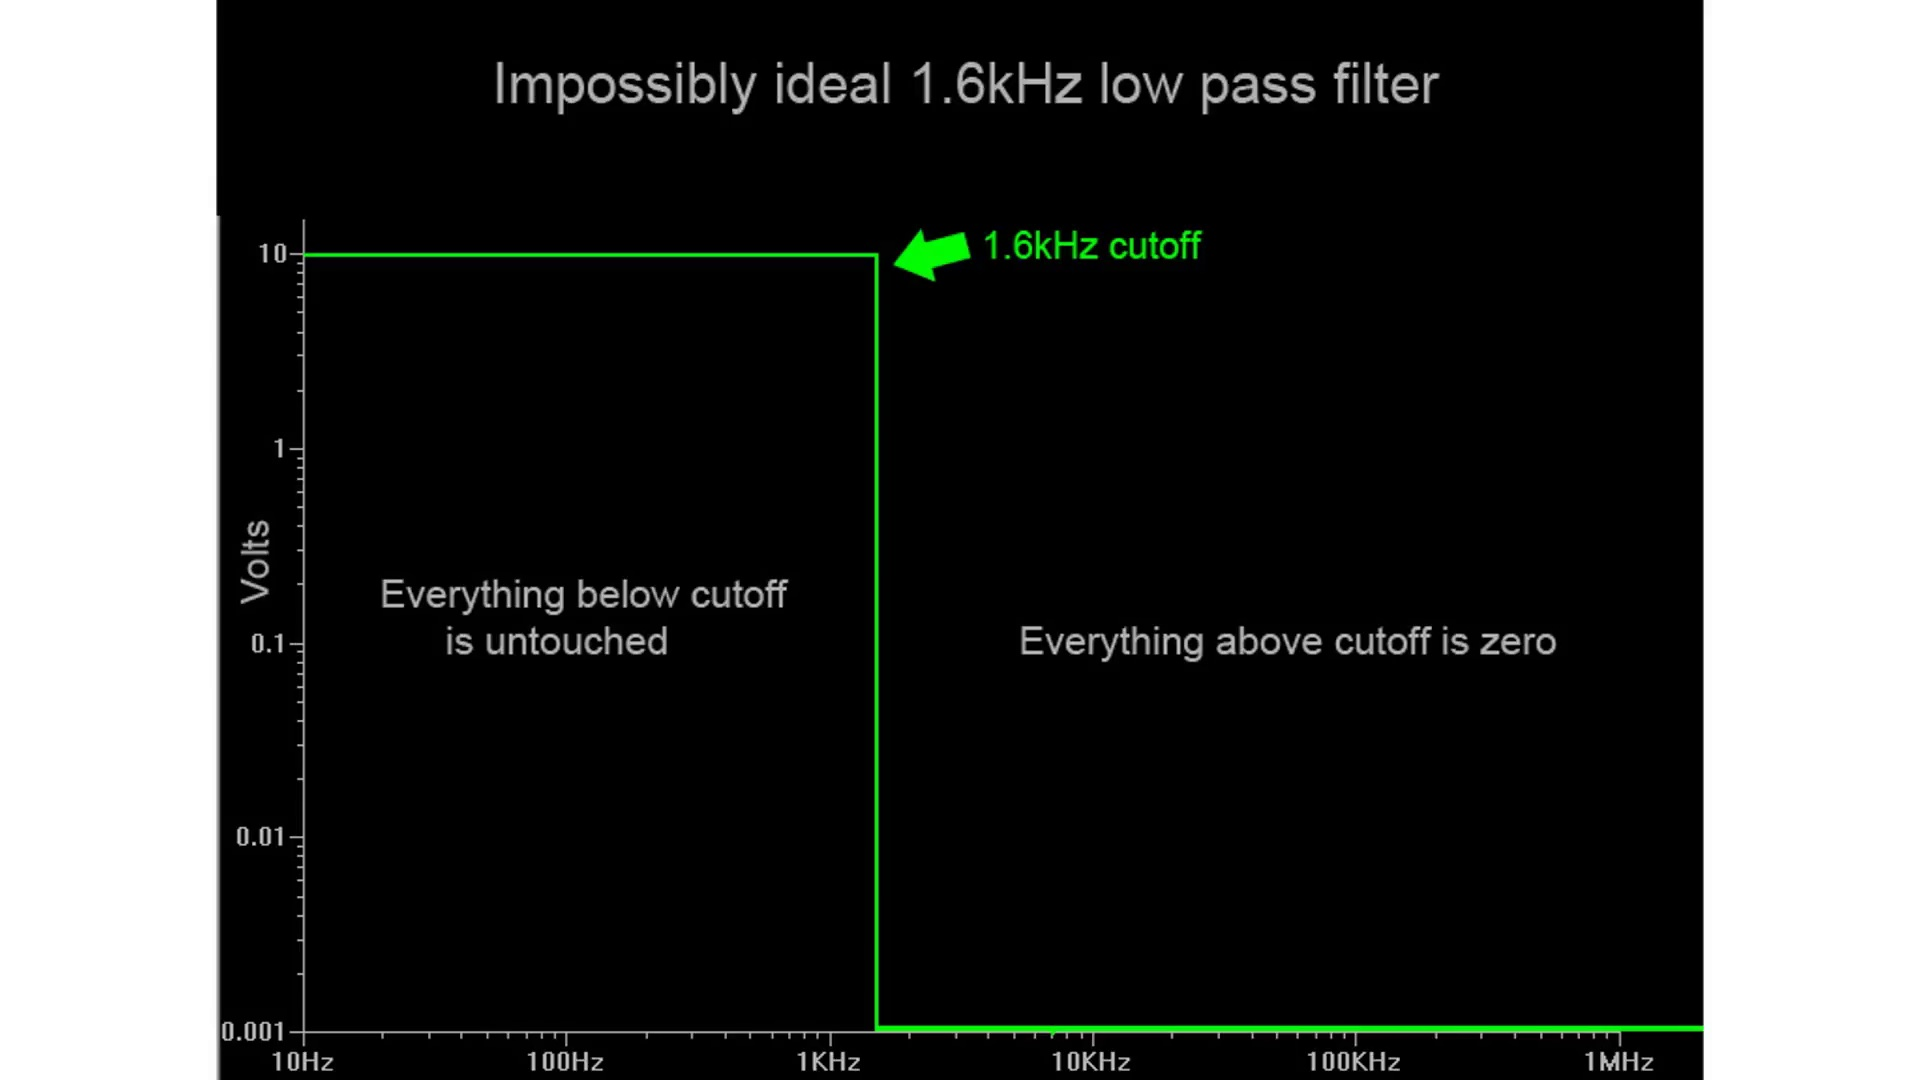 Impossibly ideal 1.6kHz low pass filter
1.6kHz cutoff
10
1
Volts
Everything below cutoff
is untouched
Everything above cutoff is zero
0.1
0.01
0.001
10Hz
100Hz
1KHz
10KHz
100KHz
1MHz